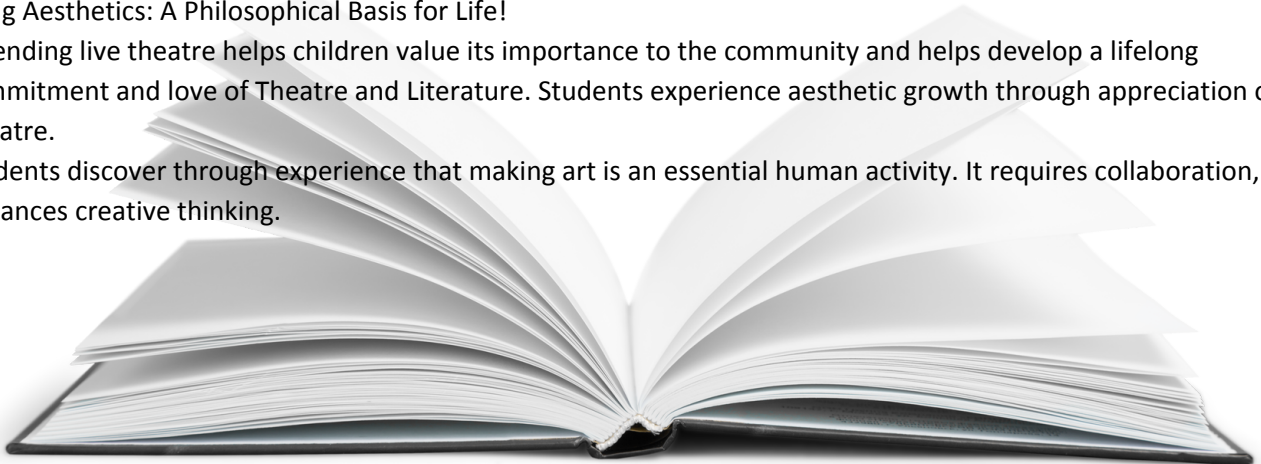 g Aesthetics: A Philosophical Basis for Life!
ending live theatre helps children value its importance to the community and helps develop a lifelong
mmitment and love of Theatre and Literature. Students experience aesthetic growth through appreciation
atre.
dents discover through experience that making art is an essential human activity. It requires collaboration,
ances creative thinking.